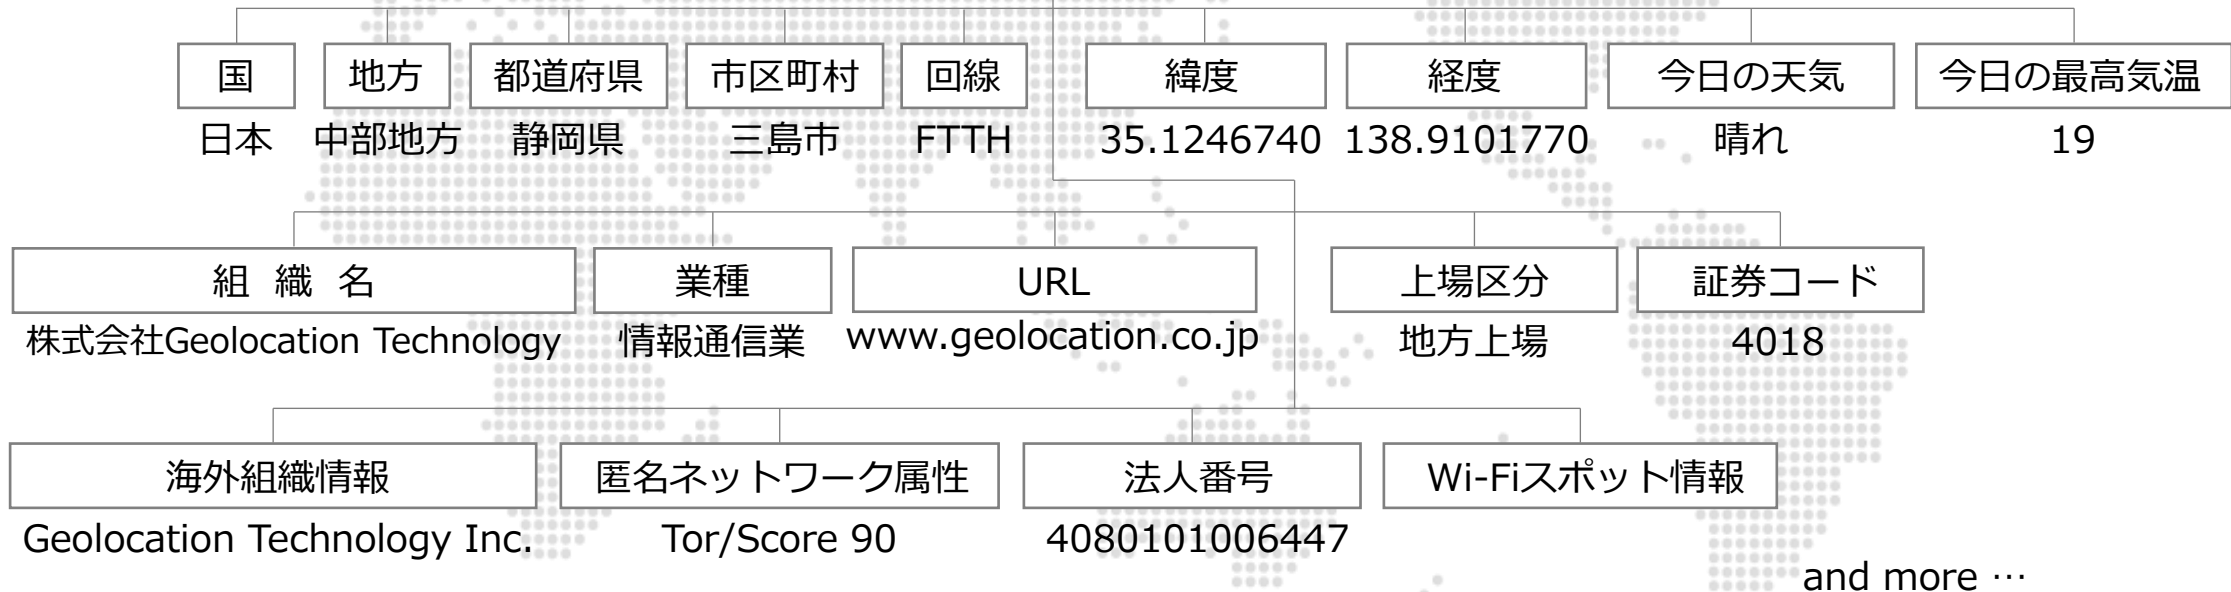 国 地方 都道府県 市区町村 回線 緯度 経度 今日の天気 今日の最高気温
日本 中部地方 静岡県 三島市 FTTH 35.1246740 138.9101770 晴れ 19
組 織 名 業種 URL 上場区分 証券コード
株式会社Geolocation Technology 情報通信業 www.geolocation.co.jp 地方上場 4018
海外組織情報 匿名ネットワーク属性 法人番号 Wi-Fiスポット情報
Geolocation Technology Inc. Tor/Score 90 4080101006447
and more …